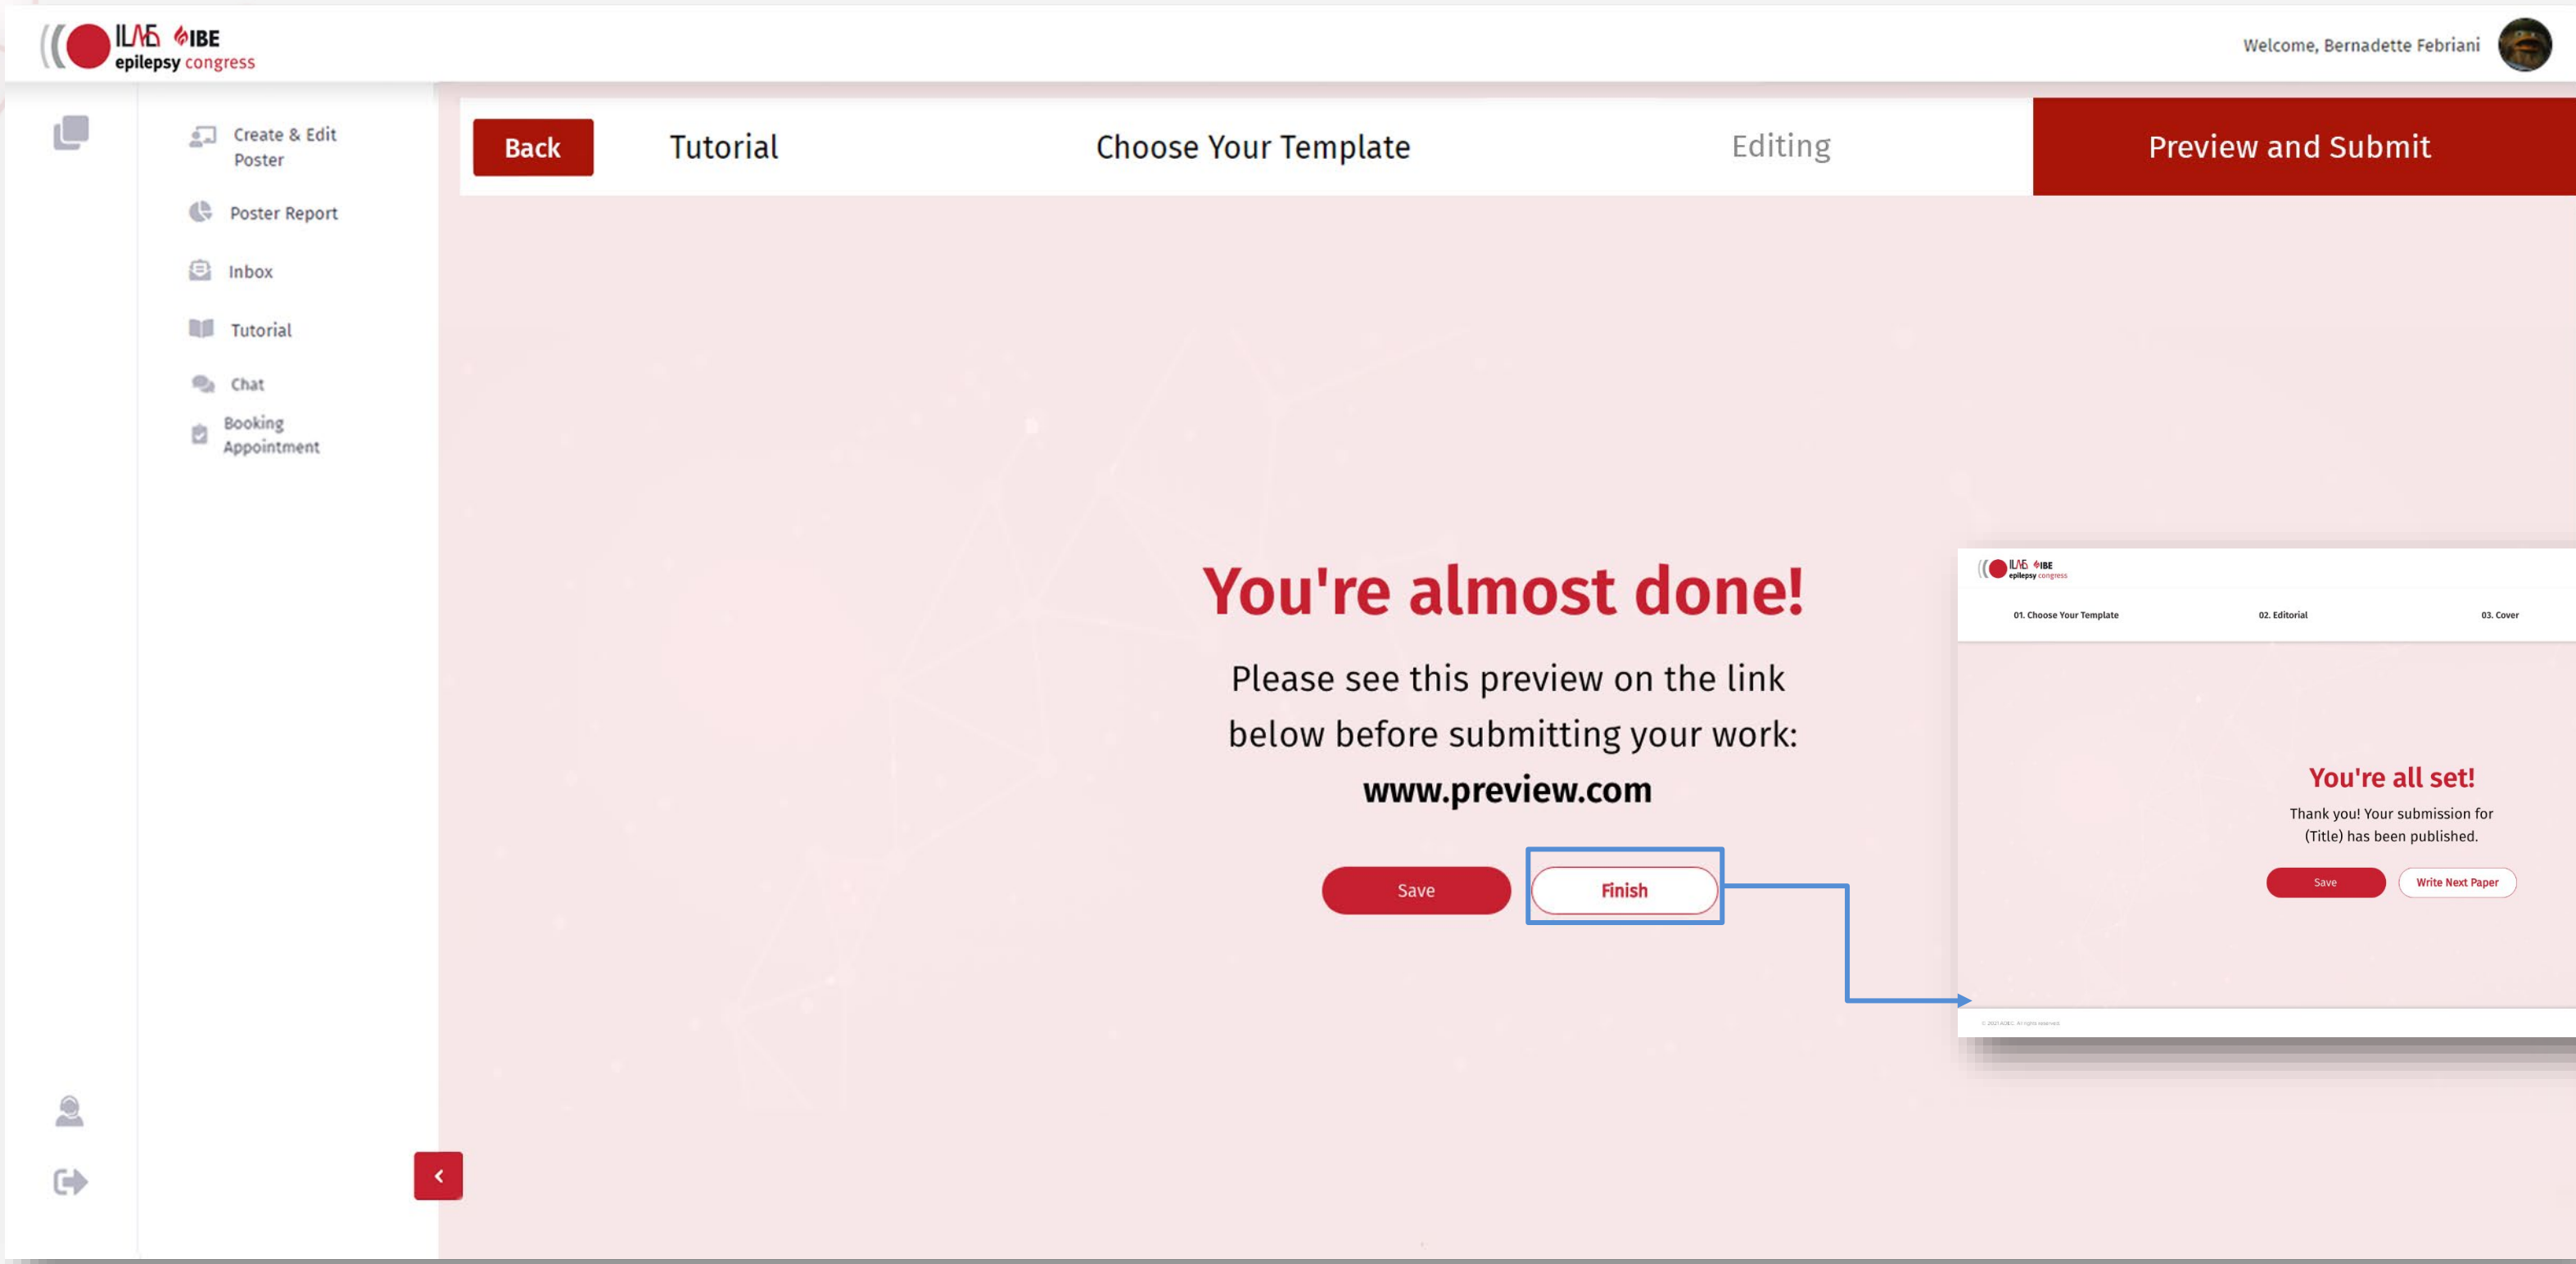 ILAE IBE
epilepsy congress
Welcome, Bernadette Febriani
Create & Edit
Poster
Poster Report
Inbox
Tutorial
Chat
Booking
Appointment
Back
Tutorial
Choose Your Template
Editing
Preview and Submit
You're almost done!
Please see this preview on the link
below before submitting your work:
www.preview.com
Save
Finish
ILAE IBE
epilepsy congress
01. Choose Your Template
02. Editorial
03. Cover
You're all set!
Thank you! Your submission for
(Title) has been published.
Save
Write Next Paper
© 2021 All rights reserved.